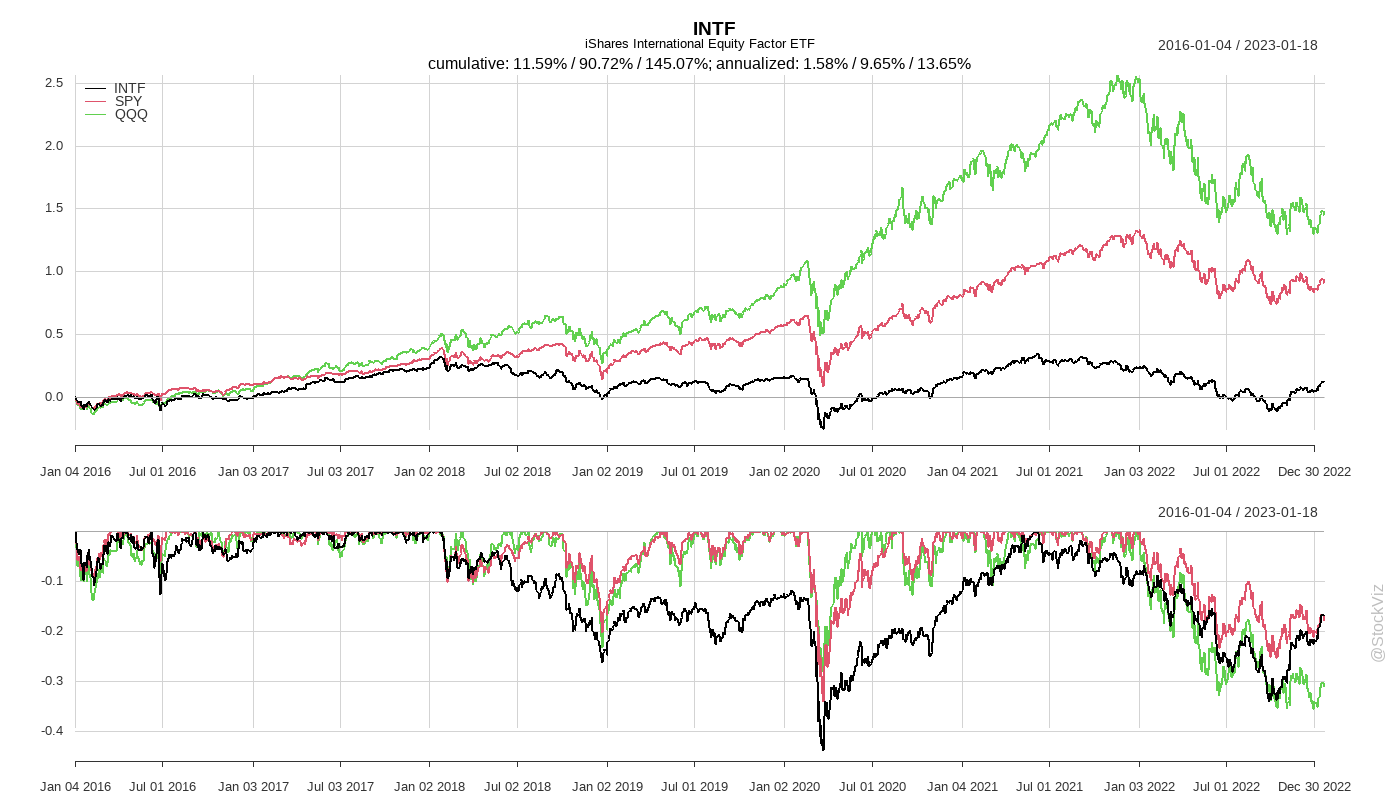 INTF
iShares International Equity Factor ETF
2016-01-04 / 2023-01-18
cumulative: 11.59% / 90.72% / 145.07%; annualized: 1.58% / 9.65% / 13.65%
INTF
SPY
QQQ
2.5
2.0
1.5
1.0
0.5
0.0
Jan 04 2016 Jul 01 2016 Jan 03 2017 Jul 03 2017 Jan 02 2018 Jul 02 2018 Jan 02 2019 Jul 01 2019 Jan 02 2020 Jul 01 2020 Jan 04 2021 Jul 01 2021 Jan 03 2022 Jul 01 2022 Dec 30 2022
2016-01-04 / 2023-01-18
-0.1
-0.2
-0.3
-0.4
Jan 04 2016 Jul 01 2016 Jan 03 2017 Jul 03 2017 Jan 02 2018 Jul 02 2018 Jan 02 2019 Jul 01 2019 Jan 02 2020 Jul 01 2020 Jan 04 2021 Jul 01 2021 Jan 03 2022 Jul 01 2022 Dec 30 2022
@StockViz